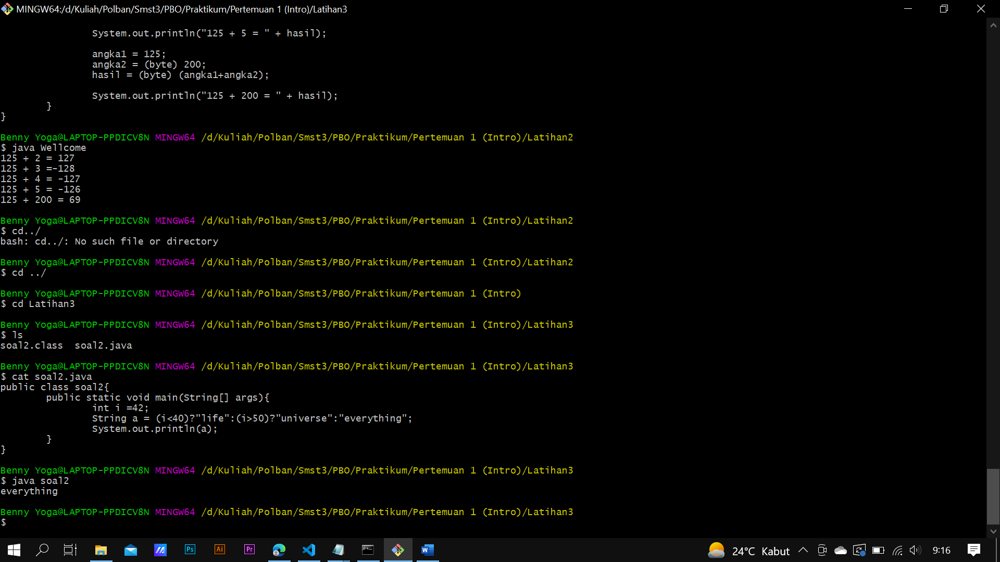 MINGW64:/d/Kuliah/Polban/Smst3/PBO/Praktikum/Pertemuan 1 (Intro)/Latihan3
System.out.println("125 + 5 = " + hasil);
angka1 = 125;
angka2 = (byte) 200;
hasil = (byte) (angka1+angka2);
System.out.println("125 + 200 = " + hasil);
}
}
Benny Yoga@LAPTOP-PPDICV8N MINGW64 /d/Kuliah/Polban/Smst3/PBO/Praktikum/Pertemuan 1 (Intro)/Latihan2
$ java Wellcome
125 + 2 = 127
125 + 3 =-128
125 + 4 = -127
125 + 5 = -126
125 + 200 = 69
Benny Yoga@LAPTOP-PPDICV8N MINGW64 /d/Kuliah/Polban/Smst3/PBO/Praktikum/Pertemuan 1 (Intro)/Latihan2
$ cd../
bash: cd../: No such file or directory
Benny Yoga@LAPTOP-PPDICV8N MINGW64 /d/Kuliah/Polban/Smst3/PBO/Praktikum/Pertemuan 1 (Intro)/Latihan2
$ cd ../
Benny Yoga@LAPTOP-PPDICV8N MINGW64 /d/Kuliah/Polban/Smst3/PBO/Praktikum/Pertemuan 1 (Intro)
$ cd Latihan3
Benny Yoga@LAPTOP-PPDICV8N MINGW64 /d/Kuliah/Polban/Smst3/PBO/Praktikum/Pertemuan 1 (Intro)/Latihan3
$ ls
soal2.class  soal2.java
Benny Yoga@LAPTOP-PPDICV8N MINGW64 /d/Kuliah/Polban/Smst3/PBO/Praktikum/Pertemuan 1 (Intro)/Latihan3
$ cat soal2.java
public class soal2{
public static void main(String[] args){
int i =42;
String a = (i<40)?"life":(i>50)?"universe":"everything";
System.out.println(a);
}
}
Benny Yoga@LAPTOP-PPDICV8N MINGW64 /d/Kuliah/Polban/Smst3/PBO/Praktikum/Pertemuan 1 (Intro)/Latihan3
$ java soal2
everything
Benny Yoga@LAPTOP-PPDICV8N MINGW64 /d/Kuliah/Polban/Smst3/PBO/Praktikum/Pertemuan 1 (Intro)/Latihan3
$
Ps Ai Pr W 24°C Kabut 9:16